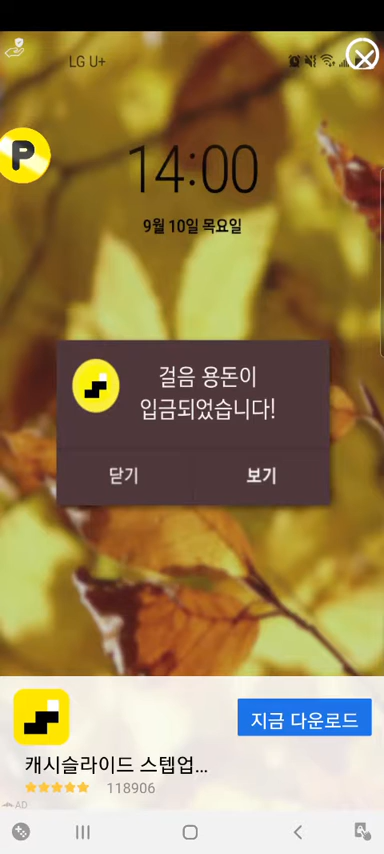 LG U+
P
14:00
9월 10일 목요일
걸음 용돈이
입금되었습니다!
닫기
보기
지금 다운로드
캐시슬라이드 스텝업...
118906
AD